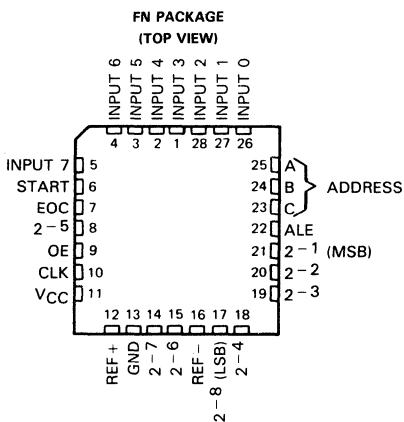 FN PACKAGE
(TOP VIEW)
INPUT 6
INPUT 5
INPUT 4
INPUT 3
INPUT 2
INPUT 1
INPUT 0
4 3 2 1 28 27 26
INPUT 7 5
START 6
EOC 7
2-5 8
OE 9
CLK 10
VCC 11
25 A
24 B
23 C
ADDRESS
22 ALE
21 2-1 (MSB)
20 2-2
19 2-3
12 13 14 15 16 17 18
REF+
GND
2-7
2-6
REF-
2-8 (LSB)
2-4